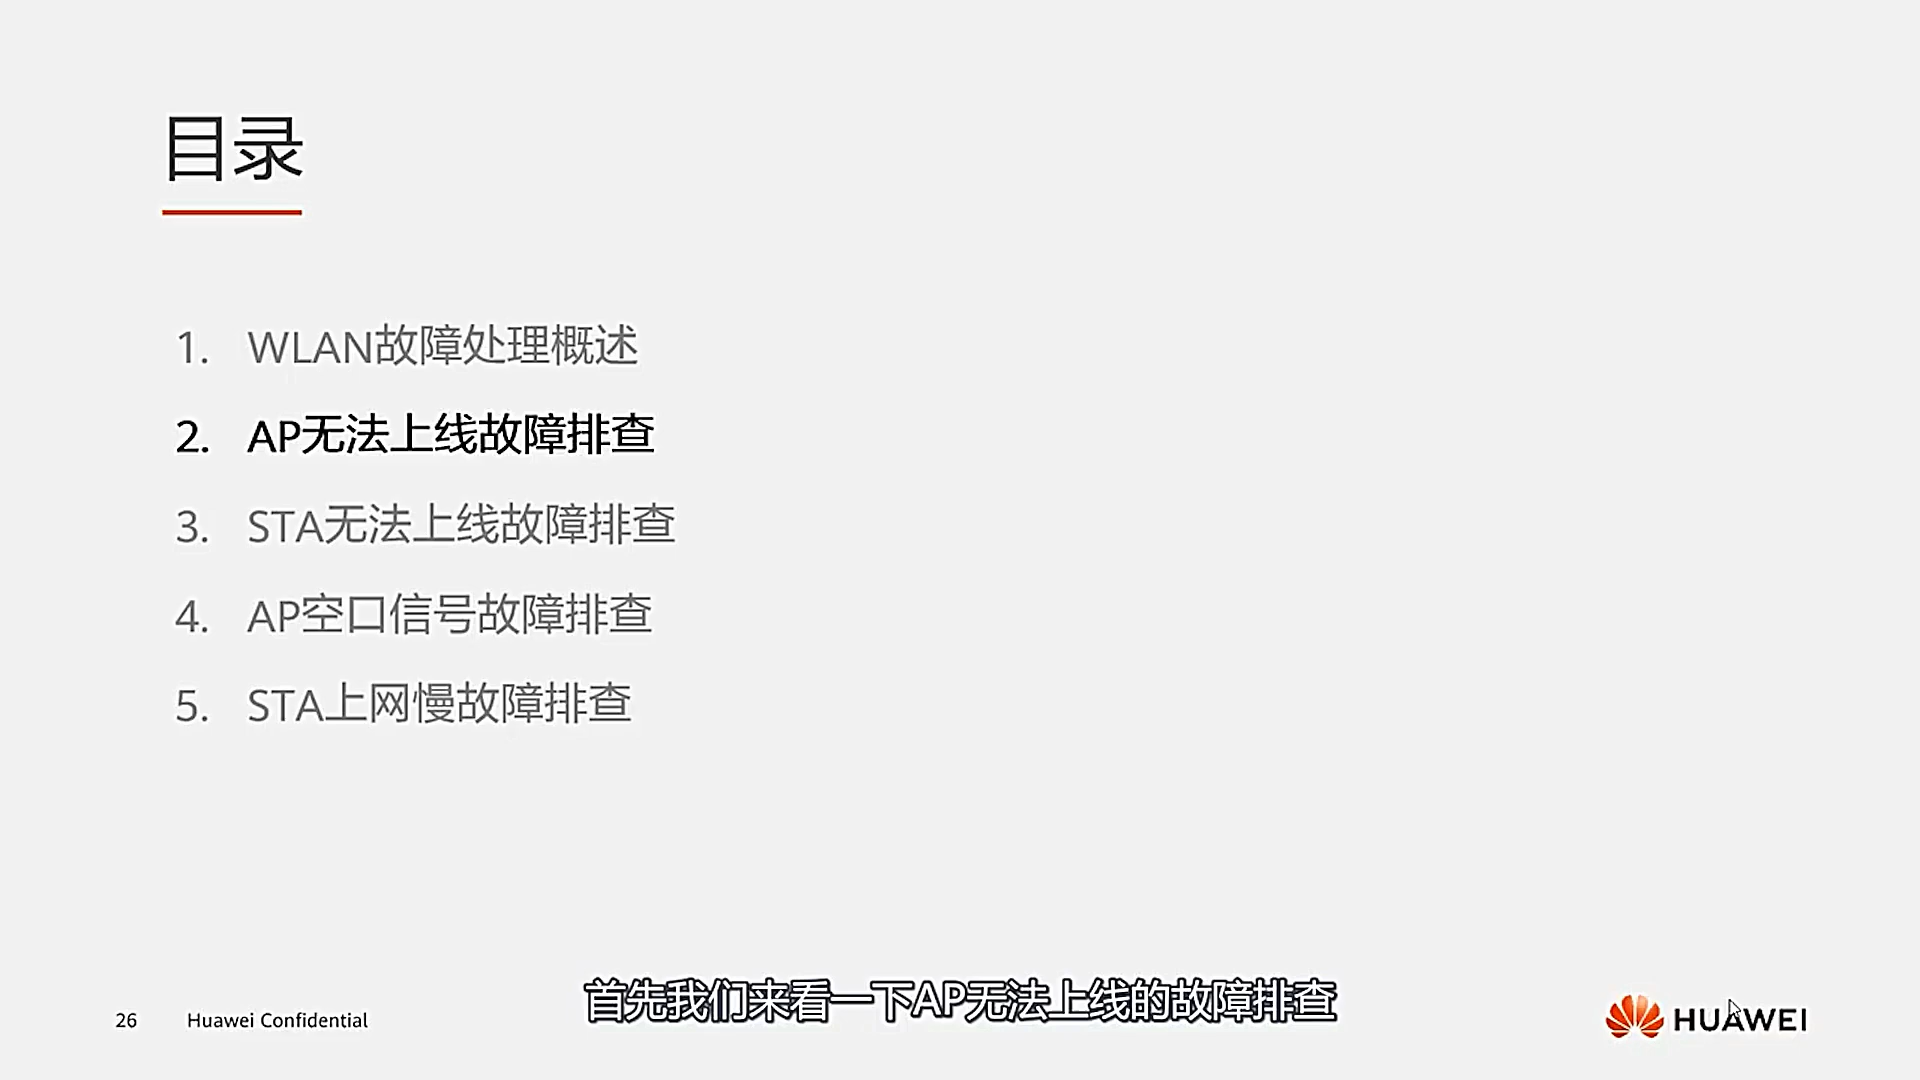 目录
1. WLAN故障处理概述
2. AP无法上线故障排查
3. STA无法上线故障排查
4. AP空口信号故障排查
5. STA上网慢故障排查
首先我们来看一下AP无法上线的故障排查
26 Huawei Confidential
HUAWEI